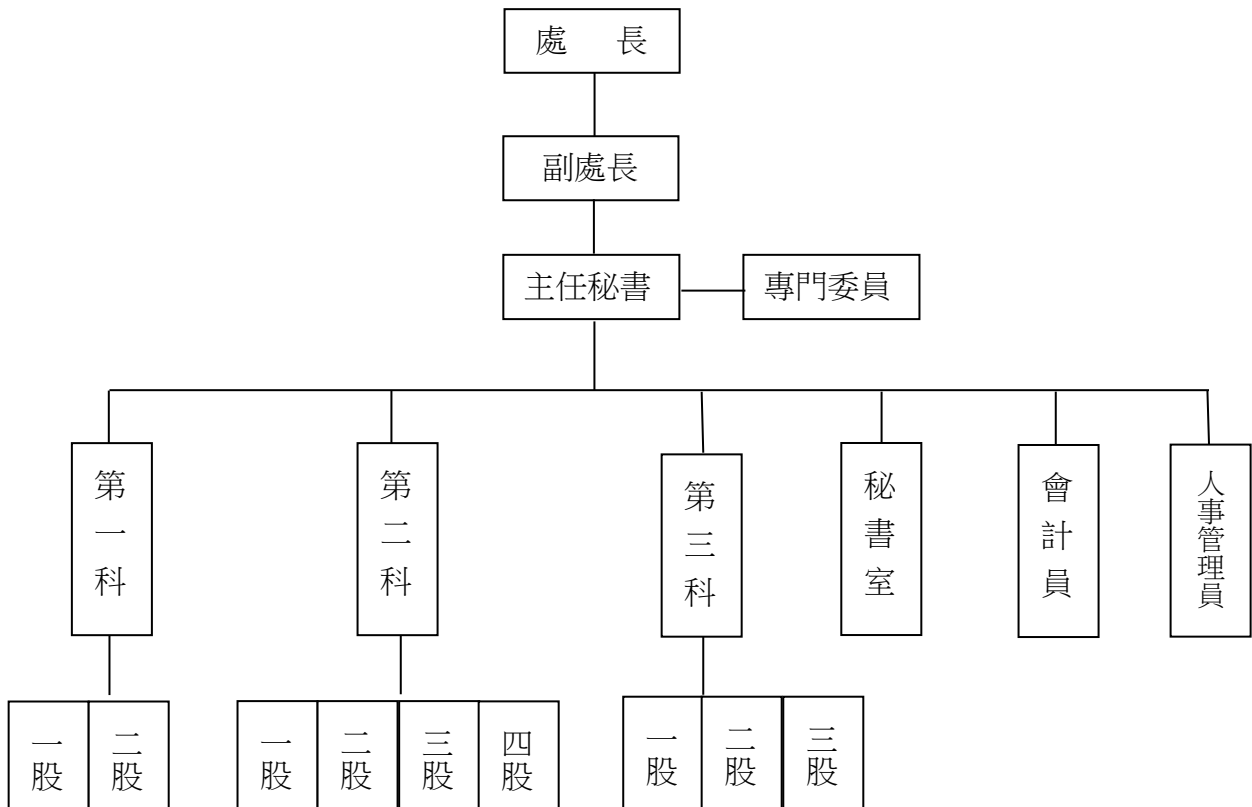 處　長
副處長
主任秘書
專門委員
第一科
第二科
第三科
秘書室
會計員
人事管理員
一股
二股
一股
二股
三股
四股
一股
二股
三股